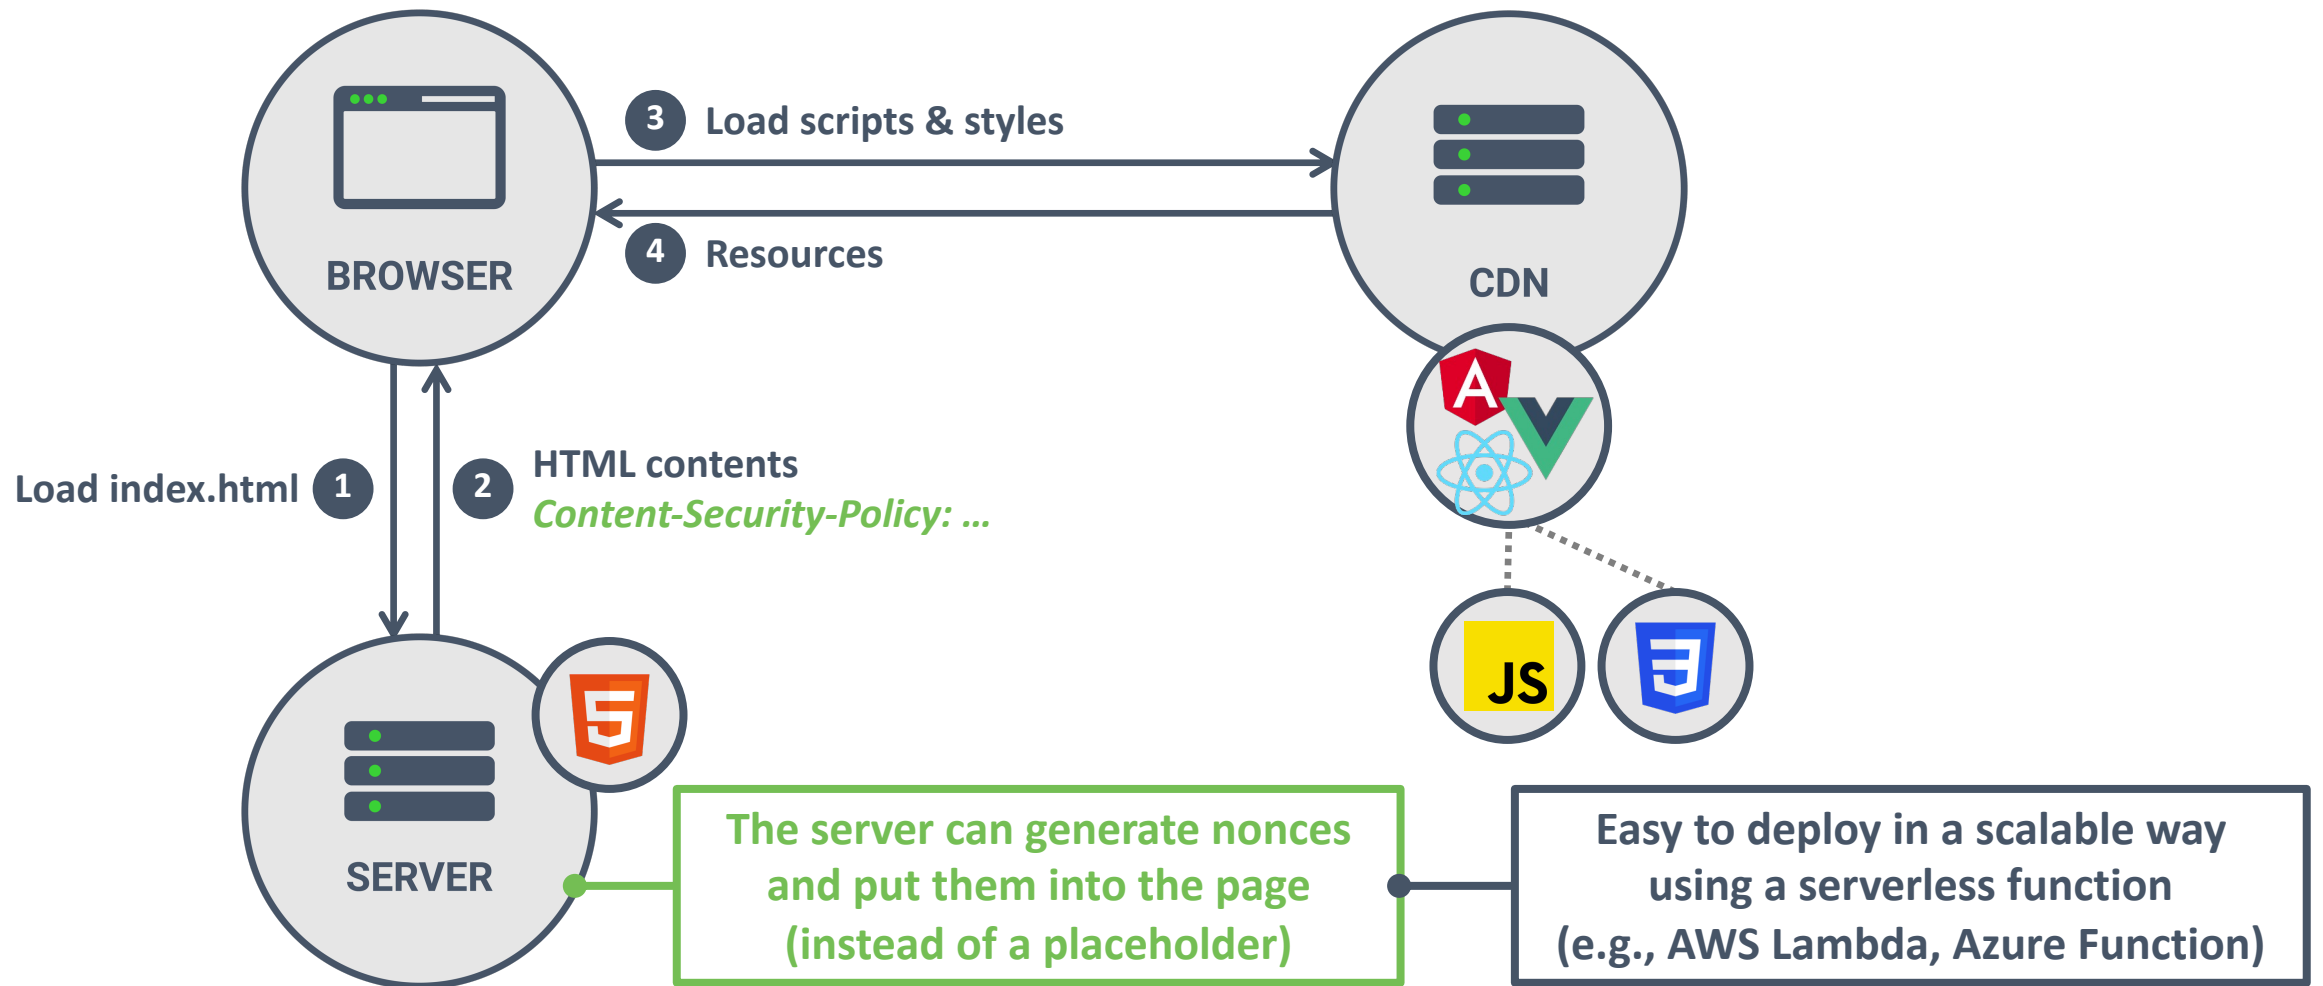 3 Load scripts & styles
4 Resources
BROWSER
CDN
Load index.html 1
2 HTML contents
Content-Security-Policy: …
JS
SERVER
The server can generate nonces
and put them into the page
(instead of a placeholder)
Easy to deploy in a scalable way
using a serverless function
(e.g., AWS Lambda, Azure Function)